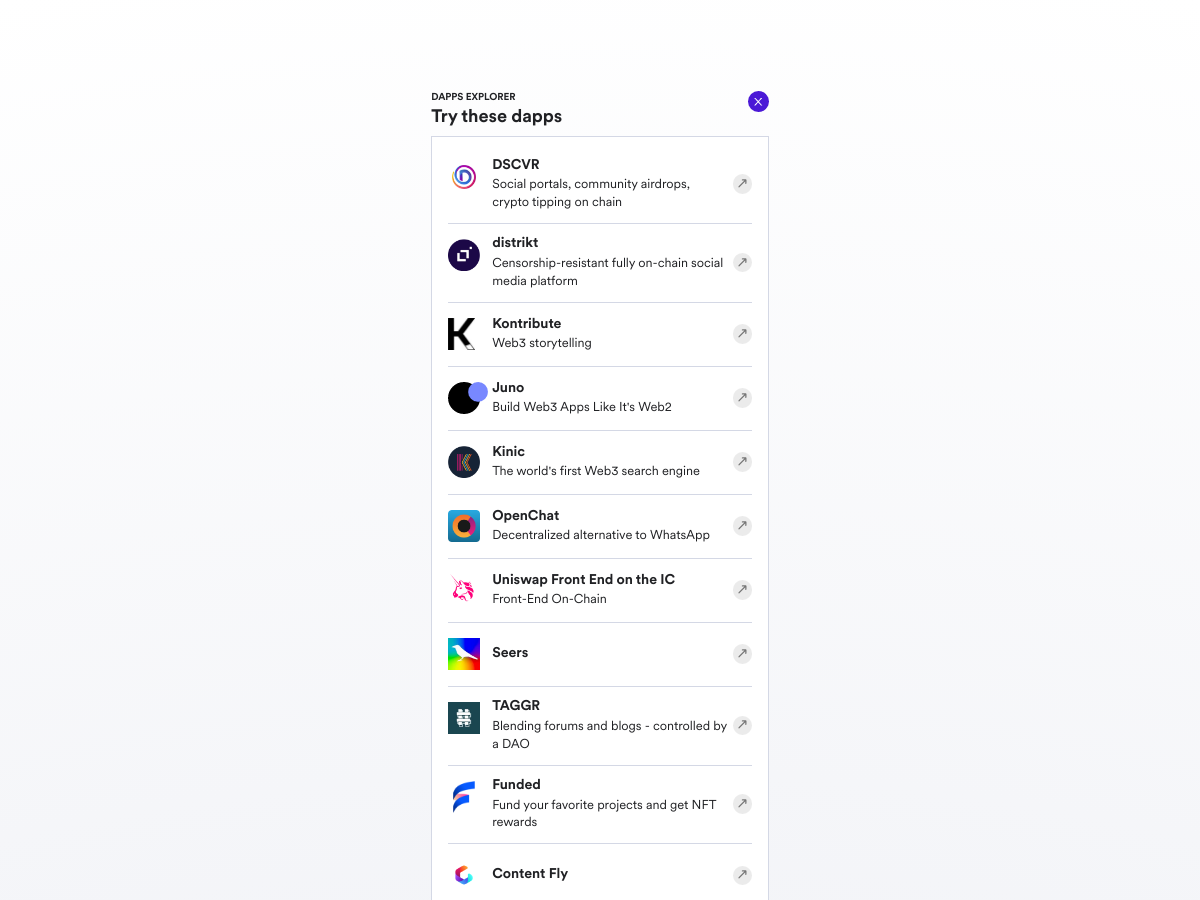 DAPPS EXPLORER
Try these dapps
DSCVR
Social portals, community airdrops,
crypto tipping on chain
distrikt
Censorship-resistant fully on-chain social
media platform
Kontribute
Web3 storytelling
Juno
Build Web3 Apps Like It's Web2
Kinic
The world's first Web3 search engine
OpenChat
Decentralized alternative to WhatsApp
Uniswap Front End on the IC
Front-End On-Chain
Seers
TAGGR
Blending forums and blogs - controlled by
a DAO
Funded
Fund your favorite projects and get NFT
rewards
Content Fly